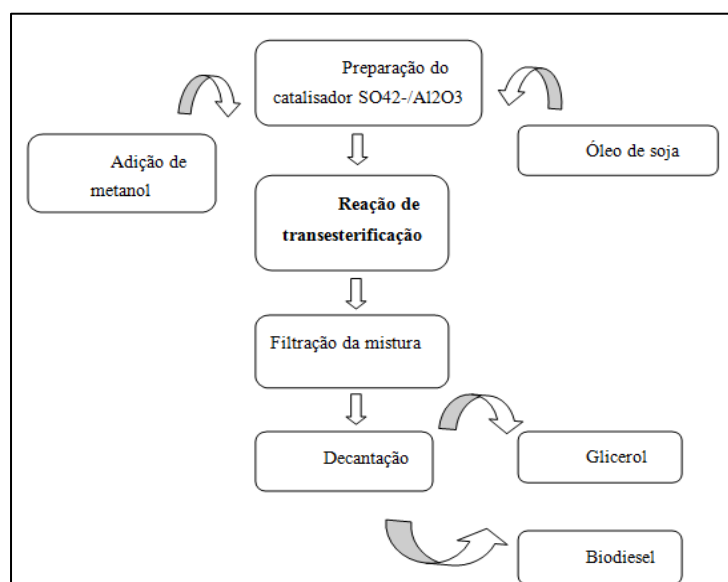 Preparação do
catalisador SO42-/Al2O3
Adição de
metanol
Óleo de soja
Reação de
transesterificação
Filtração da mistura
Decantação
Glicerol
Biodiesel